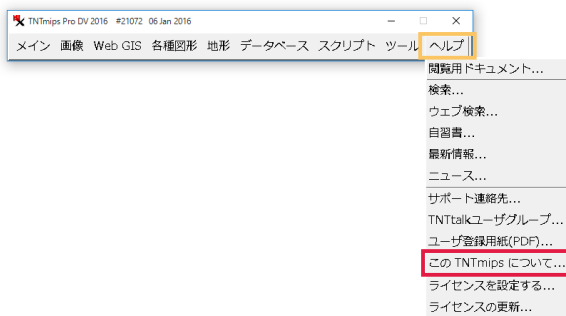 TNTmips Pro DV 2016 #21072 06 Jan 2016
メイン 画像 Web GIS 各種図形 地形 データベース スクリプト ツール ヘルプ
閲覧用ドキュメント...
検索...
ウェブ検索...
自習書...
最新情報...
ニュース...
サポート連絡先...
TNTtalkユーザグループ...
ユーザ登録用紙(PDF)...
この TNTmips について...
ライセンスを設定する...
ライセンスの更新...